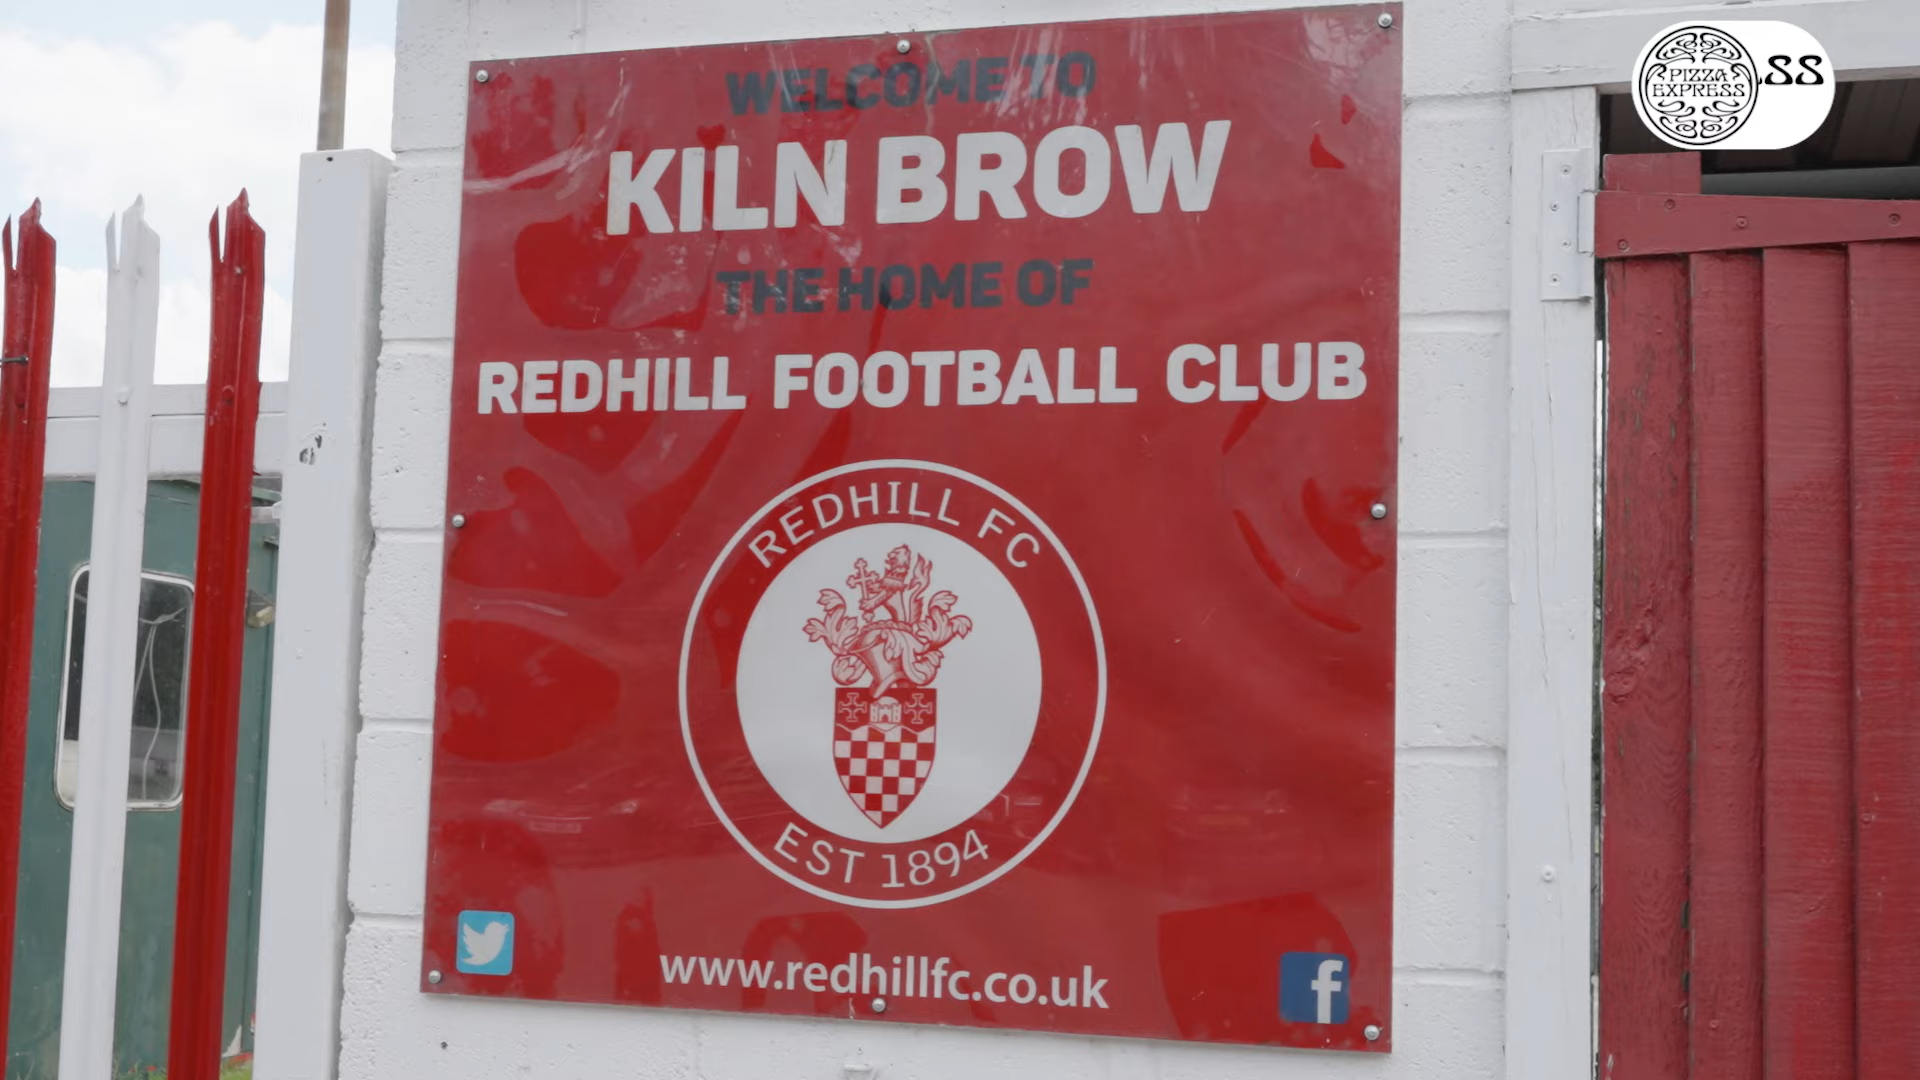 WELCOME TO
KILN BROW
THE HOME OF
REDHILL FOOTBALL CLUB
REDHILL FC
EST 1894
www.redhillfc.co.uk
f
PIZZA
EXPRESS
SS